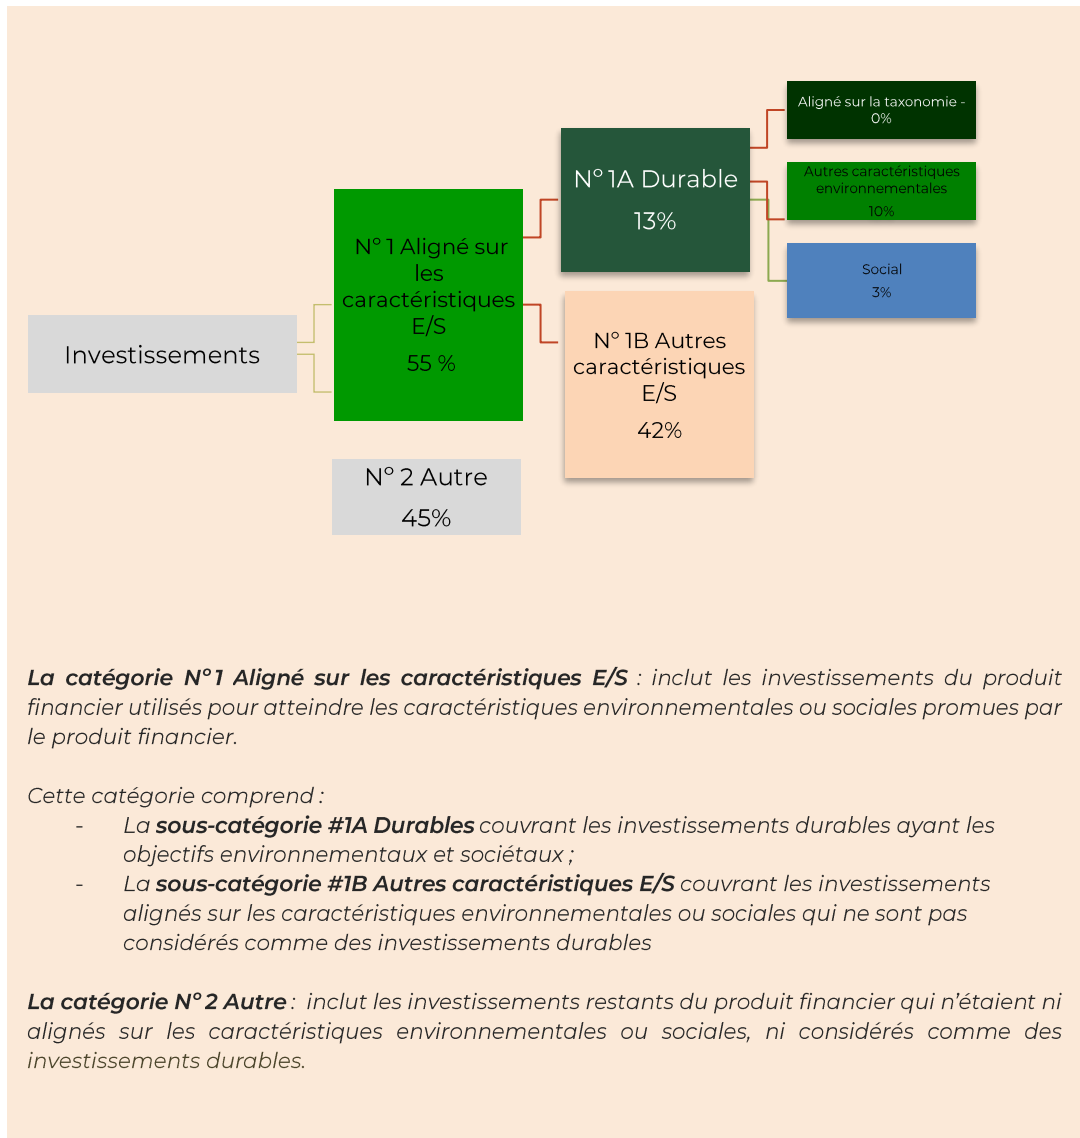 Investissements
N° 1 Aligné sur
les
caractéristiques
E/S
55 %
N° 2 Autre
45%
N° 1A Durable
13%
N° 1B Autres
caractéristiques
E/S
42%
Aligné sur la taxonomie -
0%
Autres caractéristiques
environnementales
10%
Social
3%
La catégorie N° 1 Aligné sur les caractéristiques E/S : inclut les investissements du produit
financier utilisés pour atteindre les caractéristiques environnementales ou sociales promues par
le produit financier.
Cette catégorie comprend :
- La sous-catégorie #1A Durables couvrant les investissements durables ayant les
objectifs environnementaux et sociétaux ;
- La sous-catégorie #1B Autres caractéristiques E/S couvrant les investissements
alignés sur les caractéristiques environnementales ou sociales qui ne sont pas
considérés comme des investissements durables
La catégorie N° 2 Autre : inclut les investissements restants du produit financier qui n’étaient ni
alignés sur les caractéristiques environnementales ou sociales, ni considérés comme des
investissements durables.